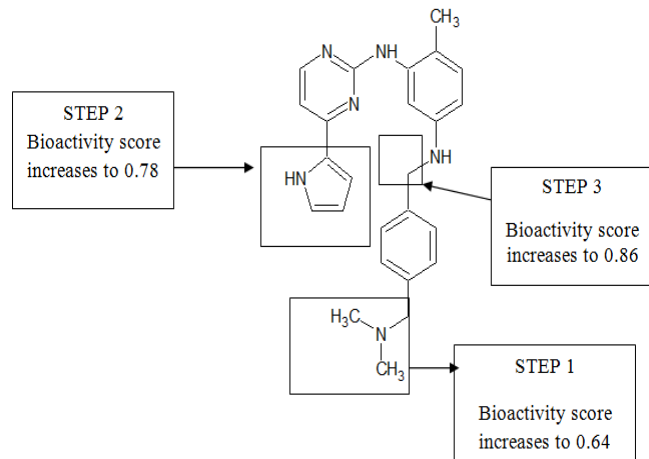 CH₃
NH
N
N
STEP 2
Bioactivity score
increases to 0.78
HN
NH
STEP 3
Bioactivity score
increases to 0.86
H₃C
N
CH₃
STEP 1
Bioactivity score
increases to 0.64